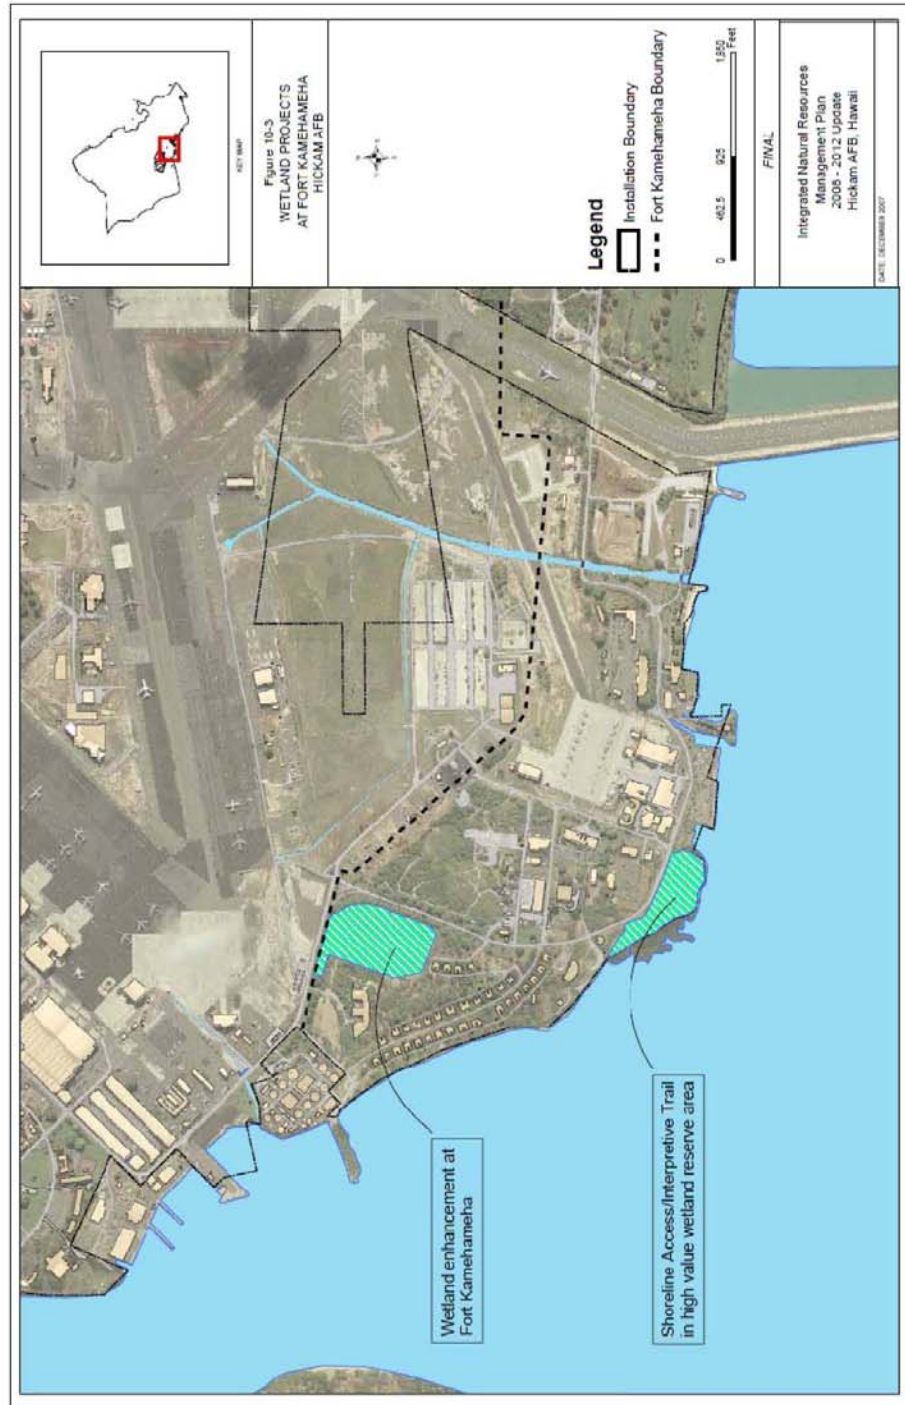 KEY MAP
Figure 10-3
WETLAND PROJECTS
AT FORT KAMEHAMEHA
HICKAM AFB
Legend
Installation Boundary
Fort Kamehameha Boundary
0 462.5 925 1,850
Feet
FINAL
Integrated Natural Resources
Management Plan
2008 - 2012 Update
Hickam AFB, Hawaii
DATE: DECEMBER 2007
Wetland enhancement at
Fort Kamehameha
Shoreline Access/Interpretive Trail
in high value wetland reserve area